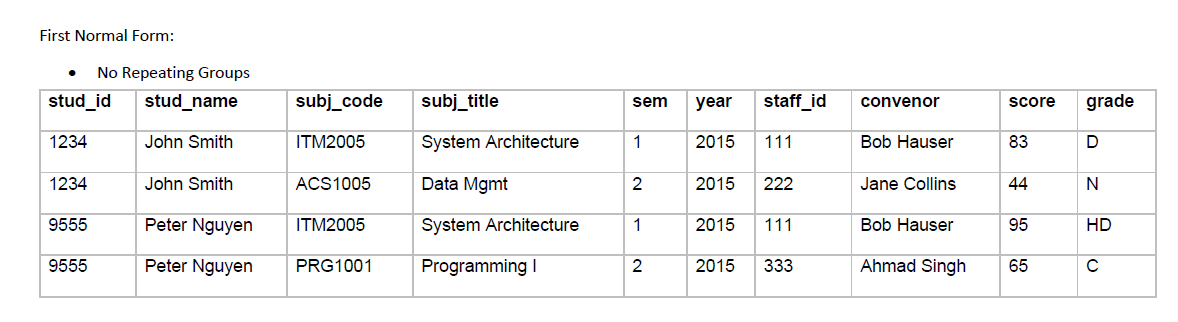 First Normal Form:
• No Repeating Groups
stud_id stud_name subj_code subj_title sem year staff_id convenor score grade
1234 John Smith ITM2005 System Architecture 1 2015 111 Bob Hauser 83 D
1234 John Smith ACS1005 Data Mgmt 2 2015 222 Jane Collins 44 N
9555 Peter Nguyen ITM2005 System Architecture 1 2015 111 Bob Hauser 95 HD
9555 Peter Nguyen PRG1001 Programming I 2 2015 333 Ahmad Singh 65 C